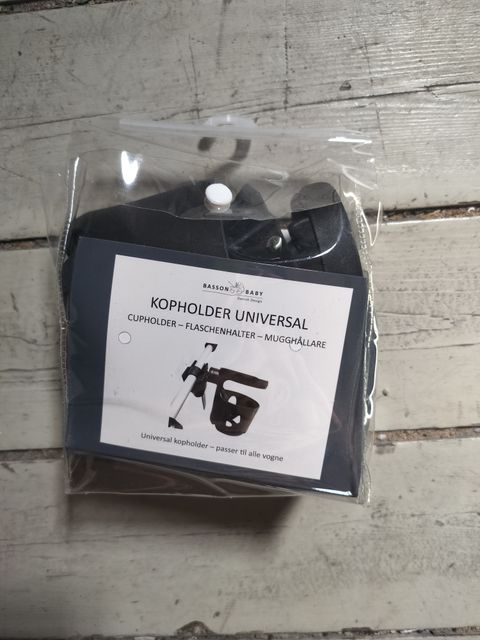 BASSON BABY
Danish Design
KOPHOLDER UNIVERSAL
CUPHOLDER – FLASCHENHALTER – MUGGHÅLLARE
Universal kopholder – passer til alle vogne